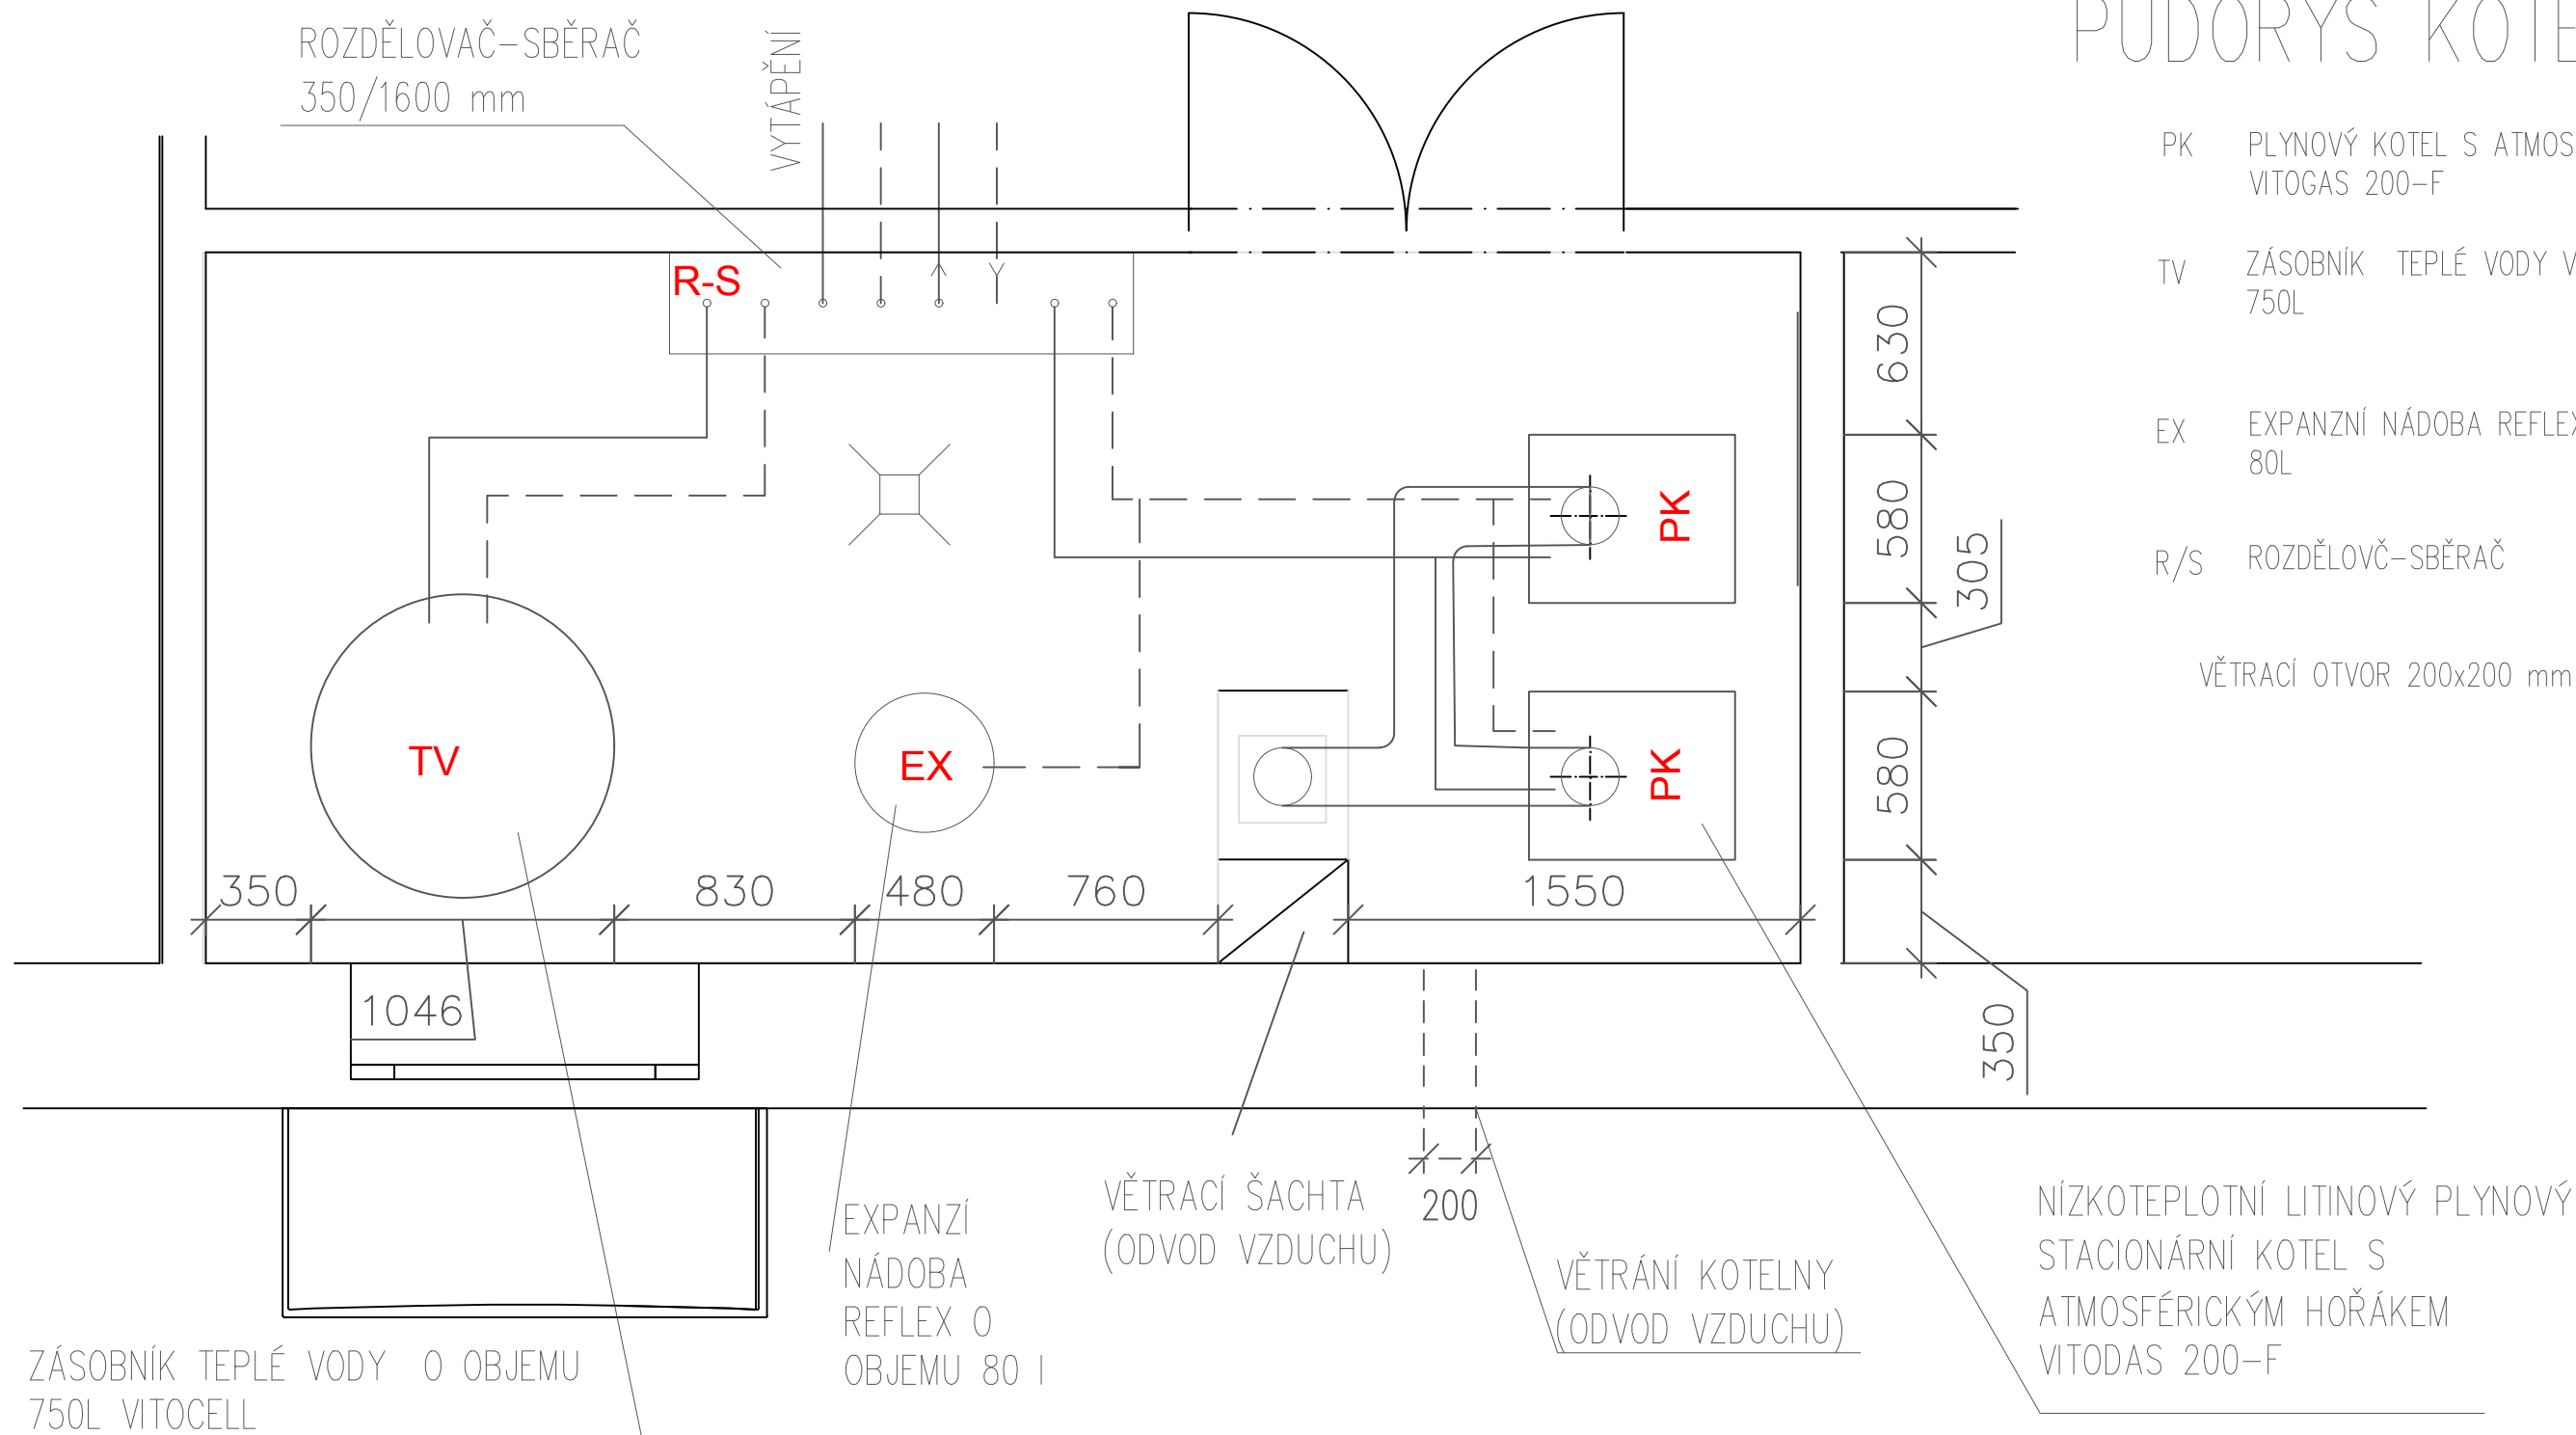 PŮDORYS
ROZDĚLOVAČ-SBĚRAČ
350/1600 mm
VYTÁPĚNÍ
PK PLYNOVÝ KOTEL S
VITOGAS 200-F
TV ZÁSOBNÍK TEPLÉ VODY
750L
EX EXPANZNÍ NÁDOBA REFLEX
80L
R/S ROZDĚLOVČ-SBĚRAČ
VĚTRACÍ OTVOR 200x200 mm
R-S
PK
TV
EX
PK
630
580
305
580
350
350
830
480
760
1550
1046
200
EXPANZÍ
NÁDOBA
REFLEX O
OBJEMU 80 l
VĚTRACÍ ŠACHTA
(ODVOD VZDUCHU)
VĚTRÁNÍ KOTELNY
(ODVOD VZDUCHU)
NÍZKOTEPLOTNÍ LITINOVÝ PLYNOVÝ
STACIONÁRNÍ KOTEL S
ATMOSFÉRICKÝM HOŘÁKEM
VITODAS 200-F
ZÁSOBNÍK TEPLÉ VODY O OBJEMU
750L VITOCELL